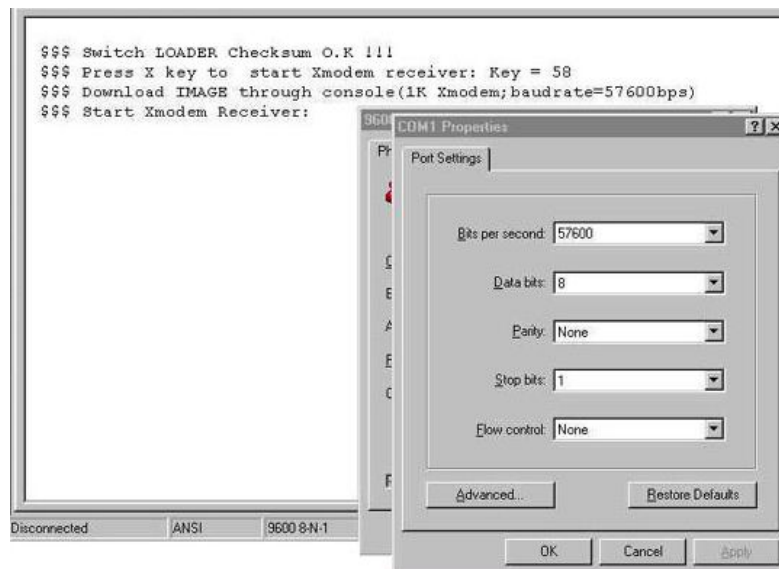 $$$ Switch LOADER Checksum O.K !!!
$$$ Press X key to  start Xmodem receiver: Key = 58
$$$ Download IMAGE through console(1K Xmodem;baudrate=57600bps)
$$$ Start Xmodem Receiver:
COM1 Properties
Port Settings
Bits per second: 57600
Data bits: 8
Parity: None
Stop bits: 1
Flow control: None
Advanced...
Restore Defaults
Disconnected ANSI 9600 8-N-1
OK Cancel Apply